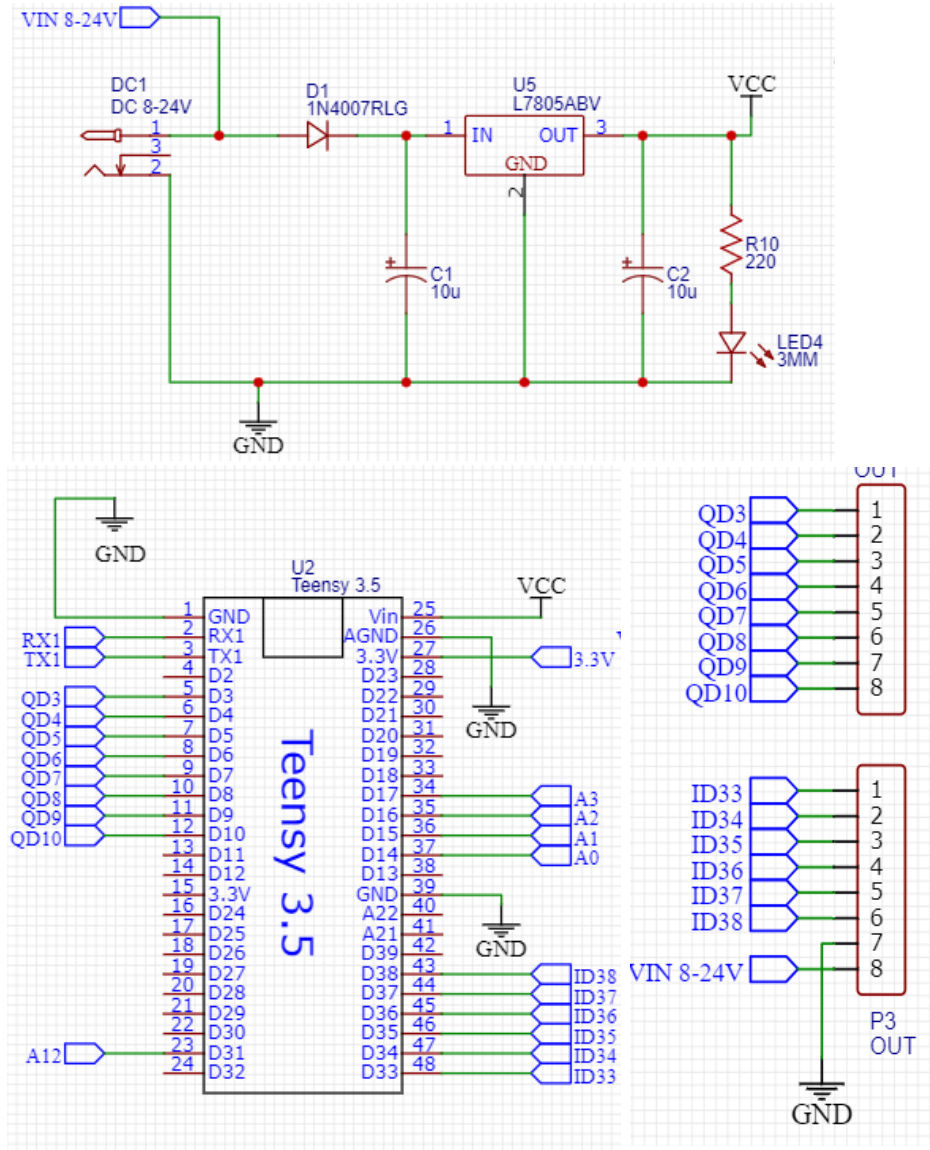 VIN 8-24V
DC1
DC 8-24V
1
3
2
D1
1N4007RLG
U5
L7805ABV
1 IN OUT 3
GND
2
VCC
+
C1
10u
+
C2
10u
R10
220
LED4
3MM
GND
GND
U2
Teensy 3.5
VCC
1 GND Vin 25
RX1 2 RX1 AGND 26
TX1 3 TX1 3.3V 27 3.3V
4 D2 D23 28
QD3 5 D3 D22 29
QD4 6 D4 D21 30
QD5 7 D5 D20 31
QD6 8 D6 D19 32
QD7 9 D7 D18 33
QD8 10 D8 D17 34 A3
QD9 11 D9 D16 35 A2
QD10 12 D10 D15 36 A1
13 D11 D14 37 A0
14 D12 D13 38
15 3.3V GND 39
16 D24 A22 40
17 D25 A21 41
18 D26 D39 42
19 D27 D38 43 ID38
20 D28 D37 44 ID37
21 D29 D36 45 ID36
22 D30 D35 46 ID35
A12 23 D31 D34 47 ID34
24 D32 D33 48 ID33
Teensy 3.5
GND
GND
OUT
QD3 1
QD4 2
QD5 3
QD6 4
QD7 5
QD8 6
QD9 7
QD10 8
ID33 1
ID34 2
ID35 3
ID36 4
ID37 5
ID38 6
7
VIN 8-24V 8
P3
OUT
GND